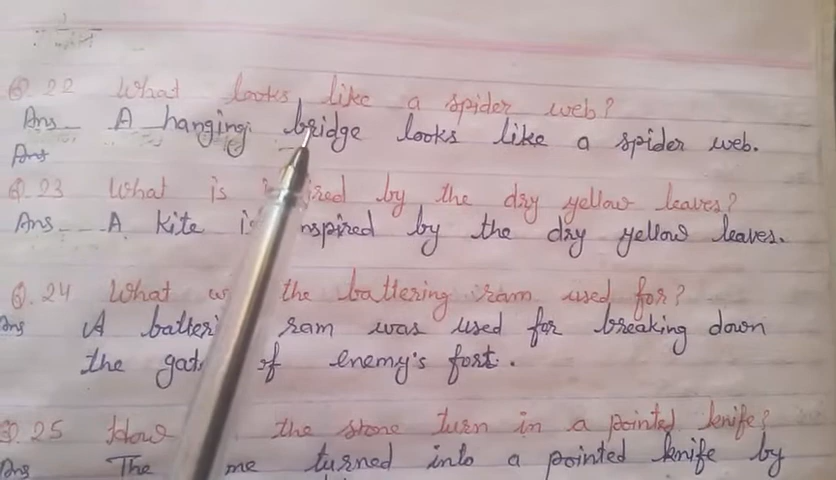 Q.22 What looks like a spider web?
Ans A hanging bridge looks like a spider web.
Ans
Q.23 What is by the dry yellow leaves?
Ans A kite is inspired by the dry yellow leaves.
Q.24 What the battering ram used for?
Ans A ram was used for breaking down
the of enemy's fort.
Q.25 How the stone turn in a pointed knife?
Ans The turned into a pointed knife by